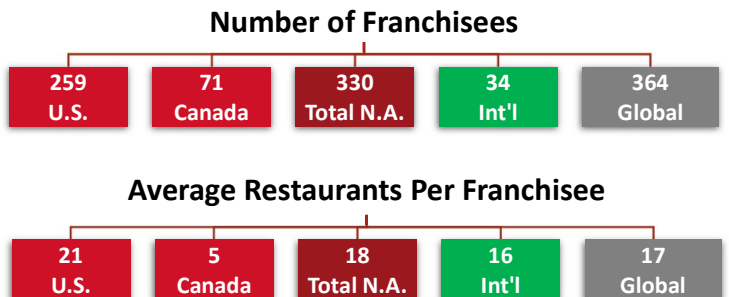 Number of Franchisees
259 71 330 34 364
U.S. Canada Total N.A. Int'l Global
Average Restaurants Per Franchisee
21 5 18 16 17
U.S. Canada Total N.A. Int'l Global